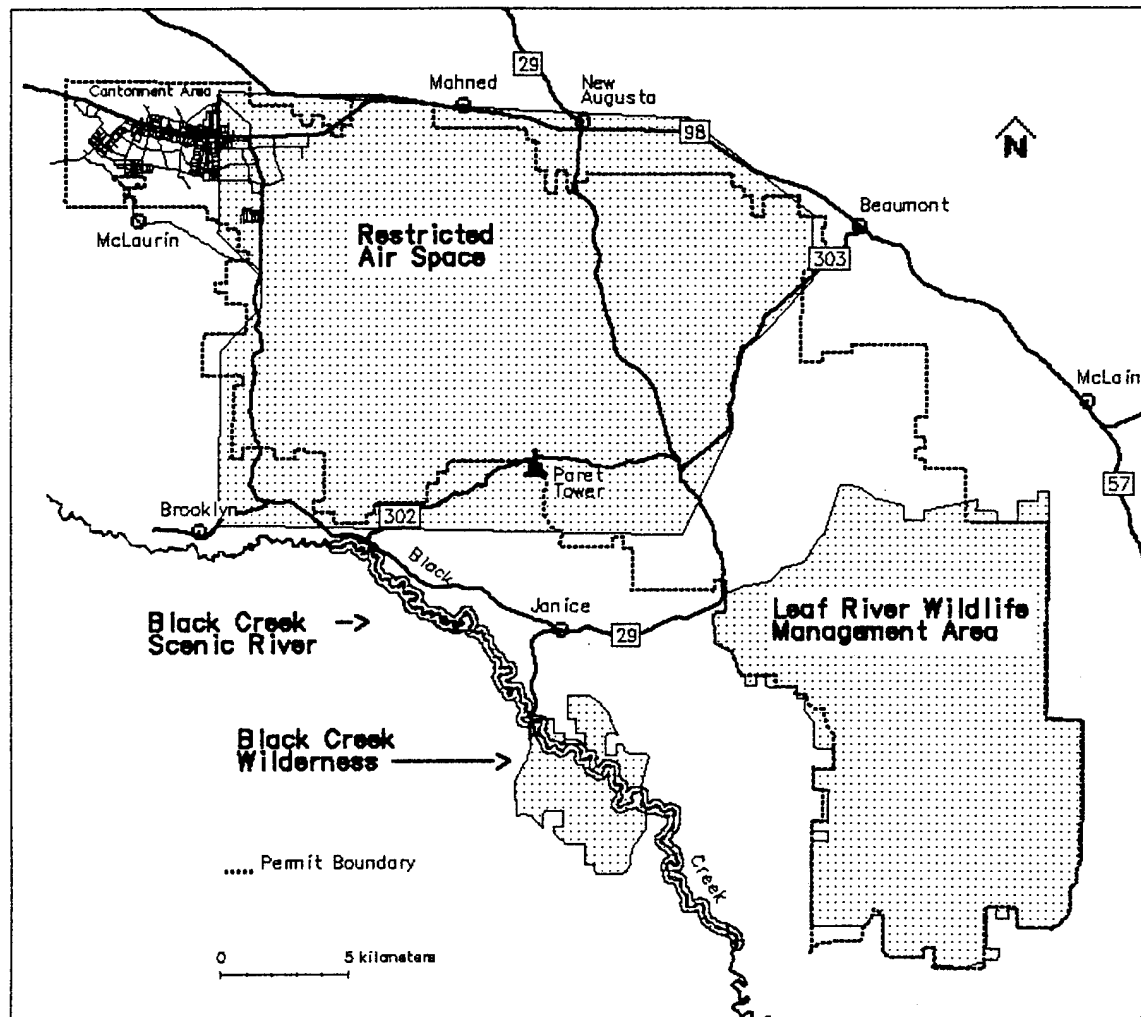 29
Mahned
New
Augusta
Cantonment Area
98
N
McLaurin
Beaumont
Restricted
Air Space
303
McLain
Paret
Tower
57
Brooklyn
302
Black
Janice
29
Leaf River Wildlife
Management Area
Black Creek
Scenic River
Black Creek
Wilderness
Permit Boundary
Creek
0 5 kilometers